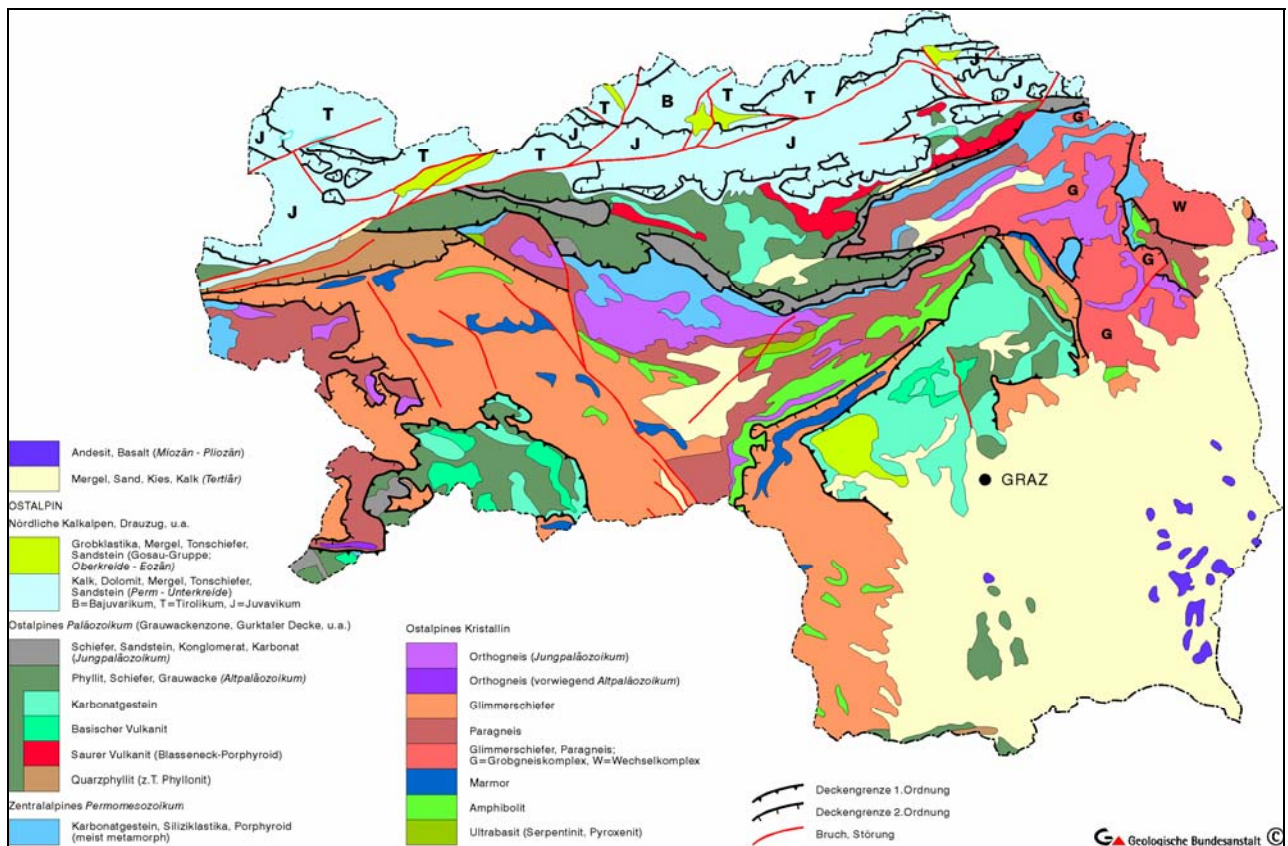 J
T
T
J
T
T
J
T
J
B
T
T
J
J
J
J
G
G
W
G
G
GRAZ
Andesit, Basalt (Miozän - Pliozän)
Mergel, Sand, Kies, Kalk (Tertiär)
OSTALPIN
Nördliche Kalkalpen, Drauzug, u.a.
Grobklastika, Mergel, Tonschiefer,
Sandstein (Gosau-Gruppe;
Oberkreide - Eozän)
Kalk, Dolomit, Mergel, Tonschiefer,
Sandstein (Perm - Unterkreide)
B=Bajuvarikum, T=Tirolikum, J=Juvavikum
Ostalpines Paläozoikum (Grauwackenzone, Gurktaler Decke, u.a.)
Schiefer, Sandstein, Konglomerat, Karbonat
(Jungpaläozoikum)
Phyllit, Schiefer, Grauwacke (Altpaläozoikum)
Karbonatgestein
Basischer Vulkanit
Saurer Vulkanit (Blasseneck-Porphyroid)
Quarzphyllit (z.T. Phyllonit)
Zentralalpines Permomesozoikum
Karbonatgestein, Siliziklastika, Porphyroid
(meist metamorph)
Ostalpines Kristallin
Orthogneis (Jungpaläozoikum)
Orthogneis (vorwiegend Altpaläozoikum)
Glimmerschiefer
Paragneis
Glimmerschiefer, Paragneis;
G=Grobgneiskomplex, W=Wechselkomplex
Marmor
Amphibolit
Ultrabasit (Serpentinit, Pyroxenit)
Deckengrenze 1.Ordnung
Deckengrenze 2.Ordnung
Bruch, Störung
Geologische Bundesanstalt ©